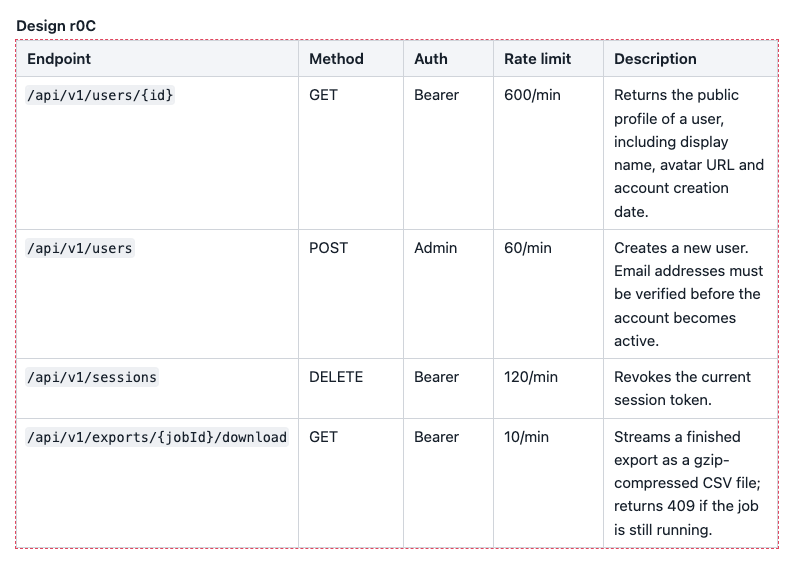 Design r0C
Endpoint Method Auth Rate limit Description
/api/v1/users/{id} GET Bearer 600/min Returns the public
profile of a user,
including display
name, avatar URL and
account creation
date.
/api/v1/users POST Admin 60/min Creates a new user.
Email addresses must
be verified before the
account becomes
active.
/api/v1/sessions DELETE Bearer 120/min Revokes the current
session token.
/api/v1/exports/{jobId}/download GET Bearer 10/min Streams a finished
export as a gzip-
compressed CSV file;
returns 409 if the job
is still running.